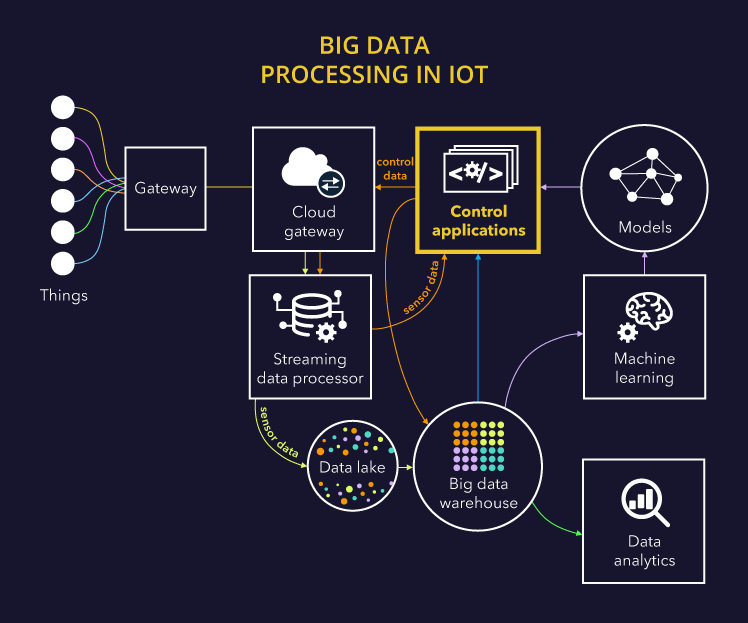 BIG DATA
PROCESSING IN IOT
Things
Gateway
Cloud
gateway
control
data
</>
Control
applications
Models
Streaming
data processor
sensor data
Machine
learning
sensor data
Data lake
Big data
warehouse
Data
analytics